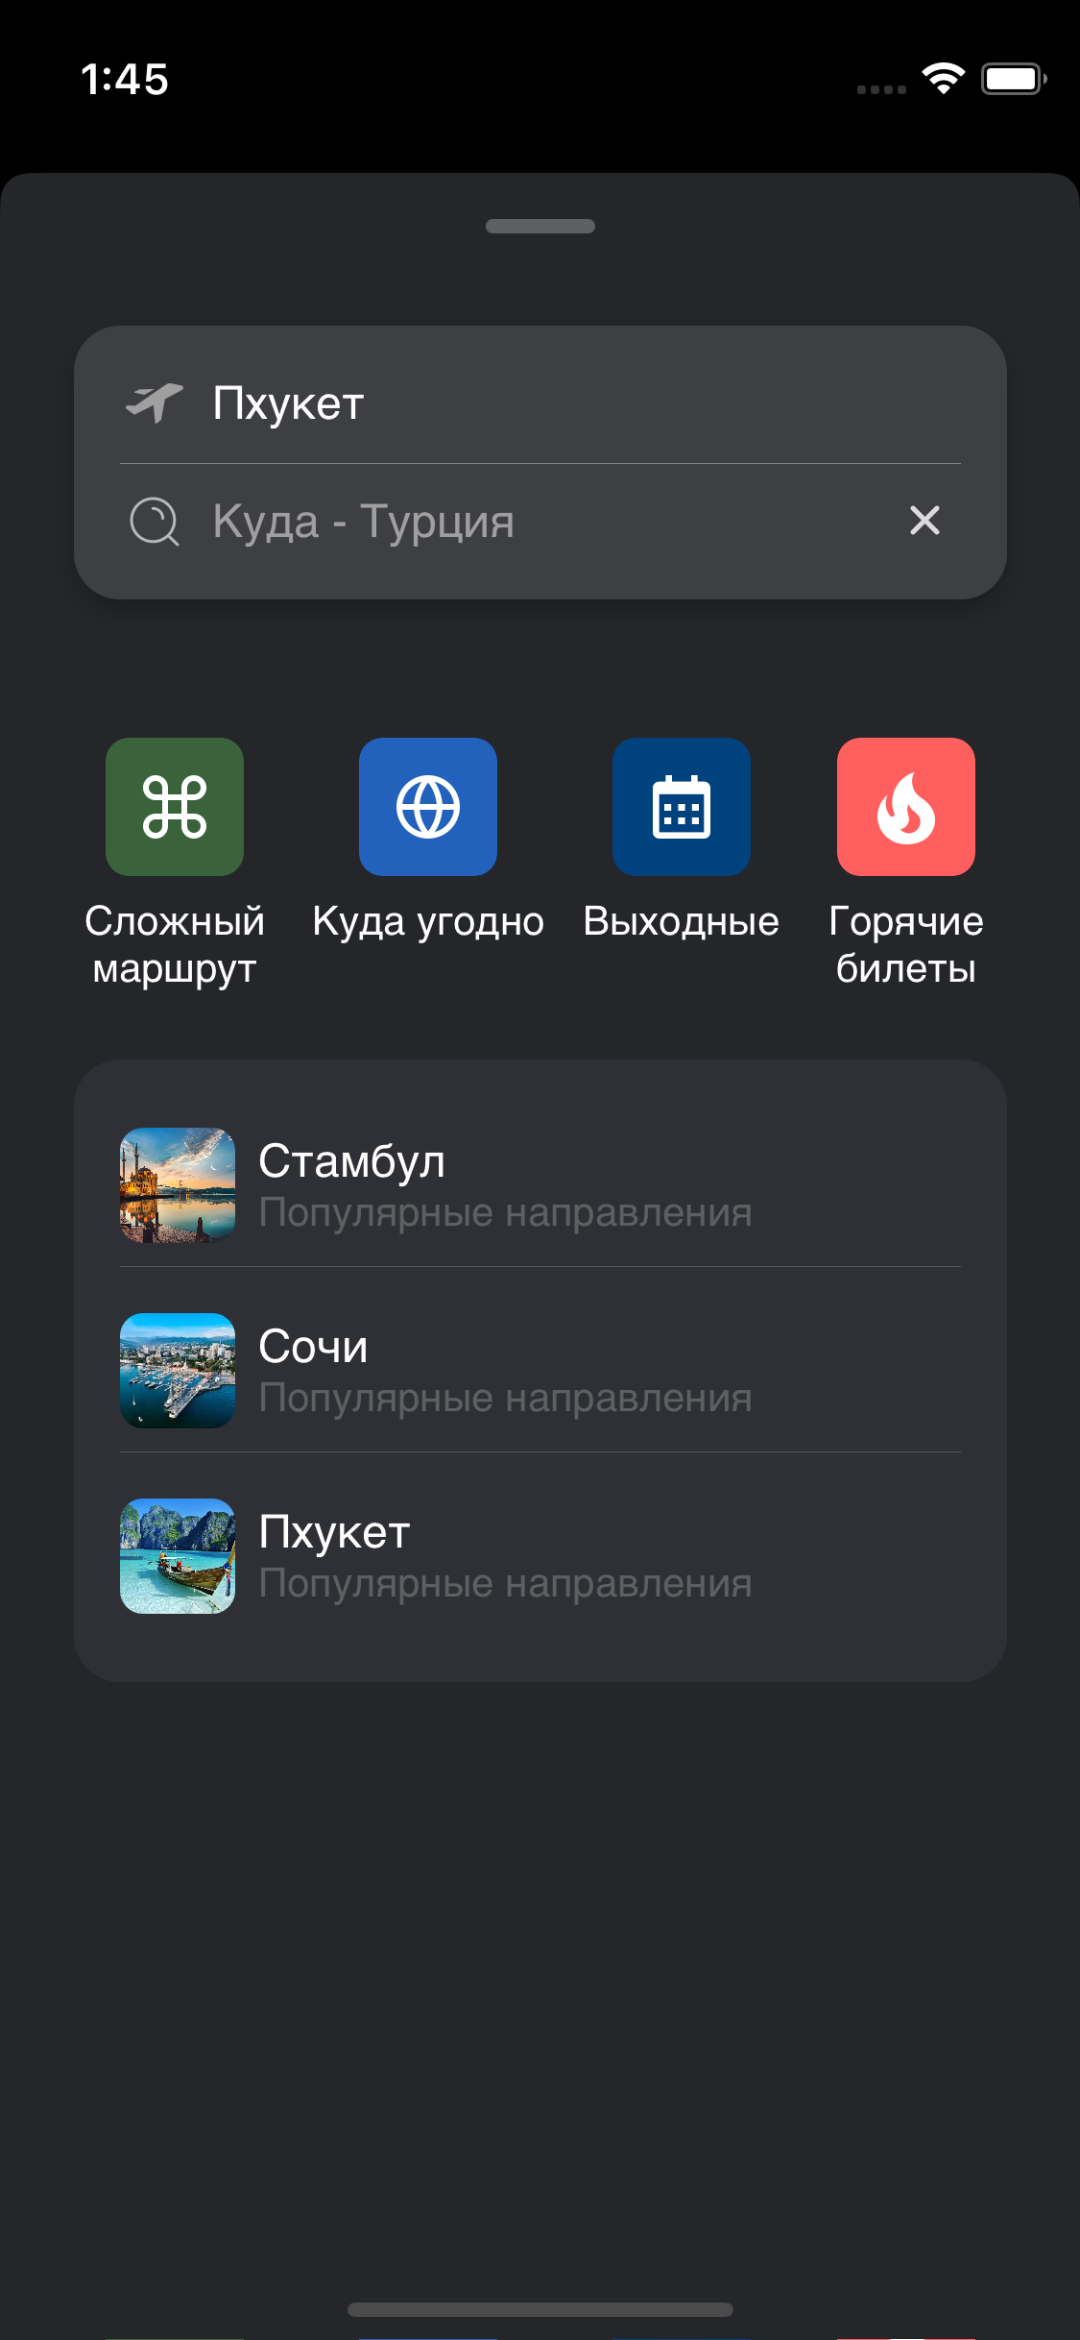 1:45
Пхукет
Куда - Турция
Сложный
маршрут
Куда угодно
Выходные
Горячие
билеты
Стамбул
Популярные направления
Сочи
Популярные направления
Пхукет
Популярные направления